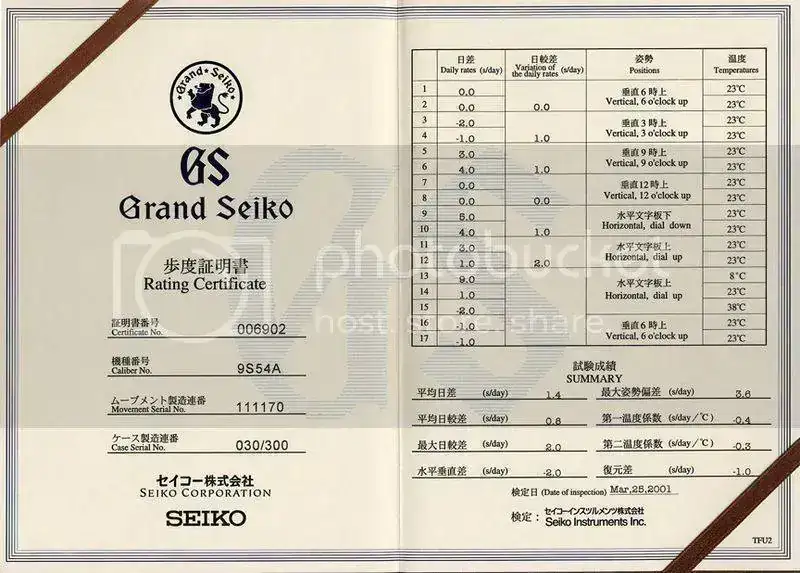 Grand ★ Seiko
GS
Grand Seiko
歩度証明書
Rating Certificate
証明書番号
Certificate No. 006902
機種番号
Caliber No. 9S54A
ムーブメント製造連番
Movement Serial No. 111170
ケース製造連番
Case Serial No. 030/300
セイコー株式会社
SEIKO CORPORATION
SEIKO
日差 日較差 姿勢 温度
Daily rates (s/day) Variation of the daily rates (s/day) Positions Temperatures
1 0.0 垂直6時上 23℃
2 0.0 0.0 Vertical, 6 o'clock up 23℃
3 -2.0 垂直3時上 23℃
4 -1.0 1.0 Vertical, 3 o'clock up 23℃
5 3.0 垂直9時上 23℃
6 4.0 1.0 Vertical, 9 o'clock up 23℃
7 0.0 垂直12時上 23℃
8 0.0 0.0 Vertical, 12 o'clock up 23℃
9 5.0 水平文字板下 23℃
10 4.0 1.0 Horizontal, dial down 23℃
11 3.0 水平文字板上 23℃
12 1.0 2.0 Horizontal, dial up 23℃
13 9.0 8℃
14 1.0 水平文字板上 Horizontal, dial up 23℃
15 -2.0 38℃
16 -1.0 垂直6時上 23℃
17 -1.0 Vertical, 6 o'clock up 23℃
試験成績
SUMMARY
平均日差 (s/day) 1.4 最大姿勢偏差 (s/day) 3.6
平均日較差 (s/day) 0.8 第一温度係数 (s/day/℃) -0.4
最大日較差 (s/day) 2.0 第二温度係数 (s/day/℃) -0.3
水平垂直差 (s/day) -2.0 復元差 (s/day) -1.0
検定日 (Date of inspection) Mar,25,2001
検定: セイコーインスツルメンツ株式会社
Seiko Instruments Inc.
TFU2
photobucket
host. store. share.